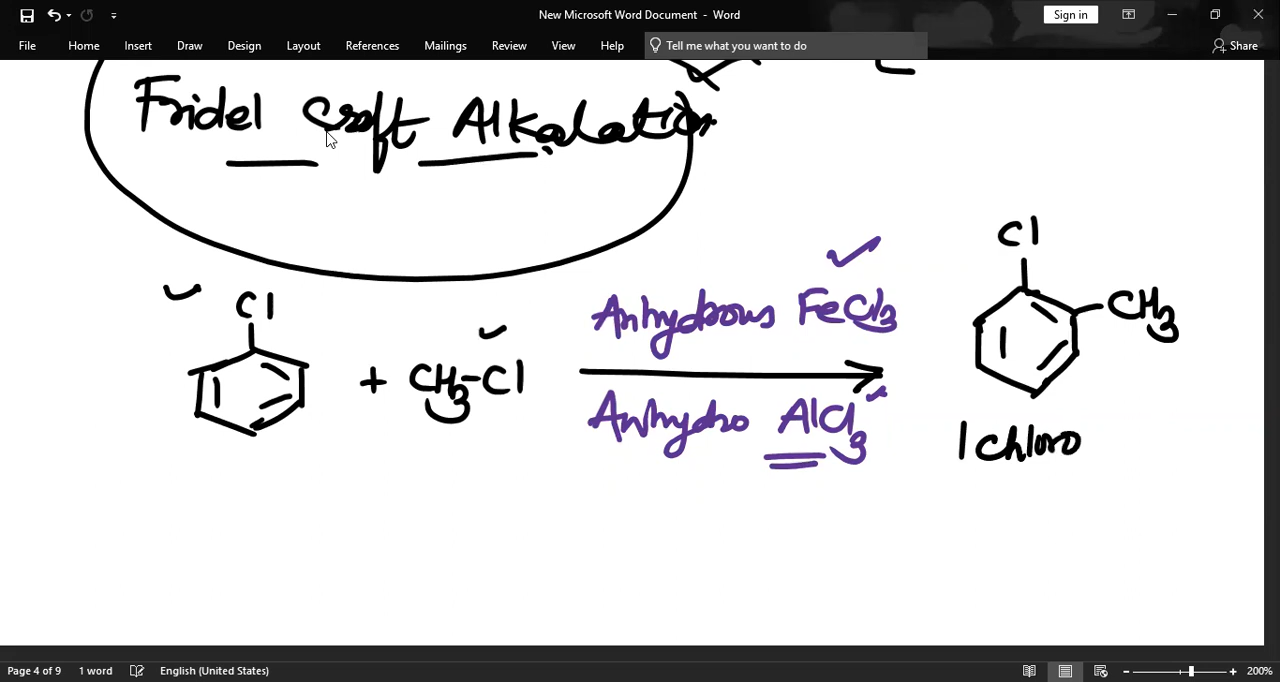 New Microsoft Word Document - Word
Sign in
File Home Insert Draw Design Layout References Mailings Review View Help Tell me what you want to do Share
Fridel Craft Alkalation
Cl
Cl
Anhydrous FeCl3
CH3
Cl + CH3-Cl
Anhydro AlCl3
1 chloro
Page 4 of 9 1 word English (United States) 200%